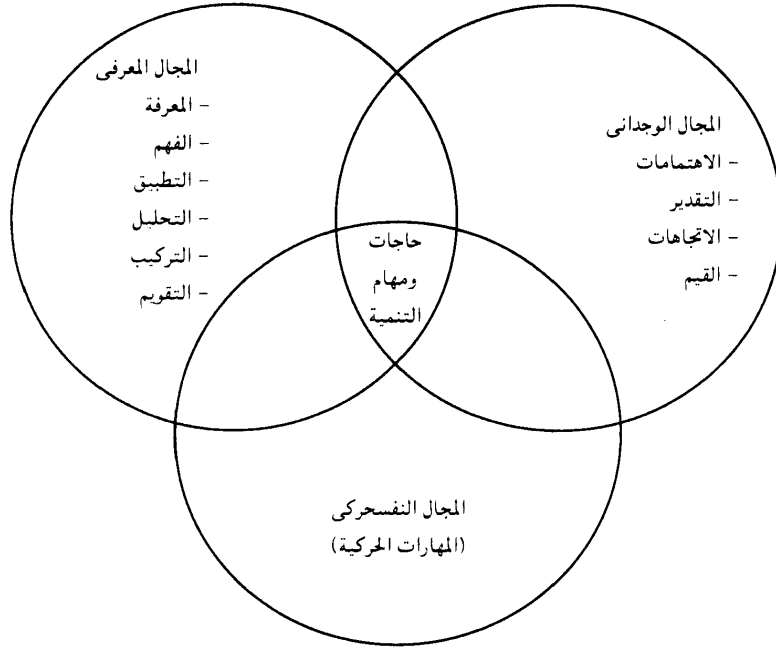 المجال المعرفى
- المعرفة
- الفهم
- التطبيق
- التحليل
- التركيب
- التقويم
المجال الوجدانى
- الاهتمامات
- التقدير
- الاتجاهات
- القيم
حاجات
ومهام
التنمية
المجال النفسحركى
(المهارات الحركية)